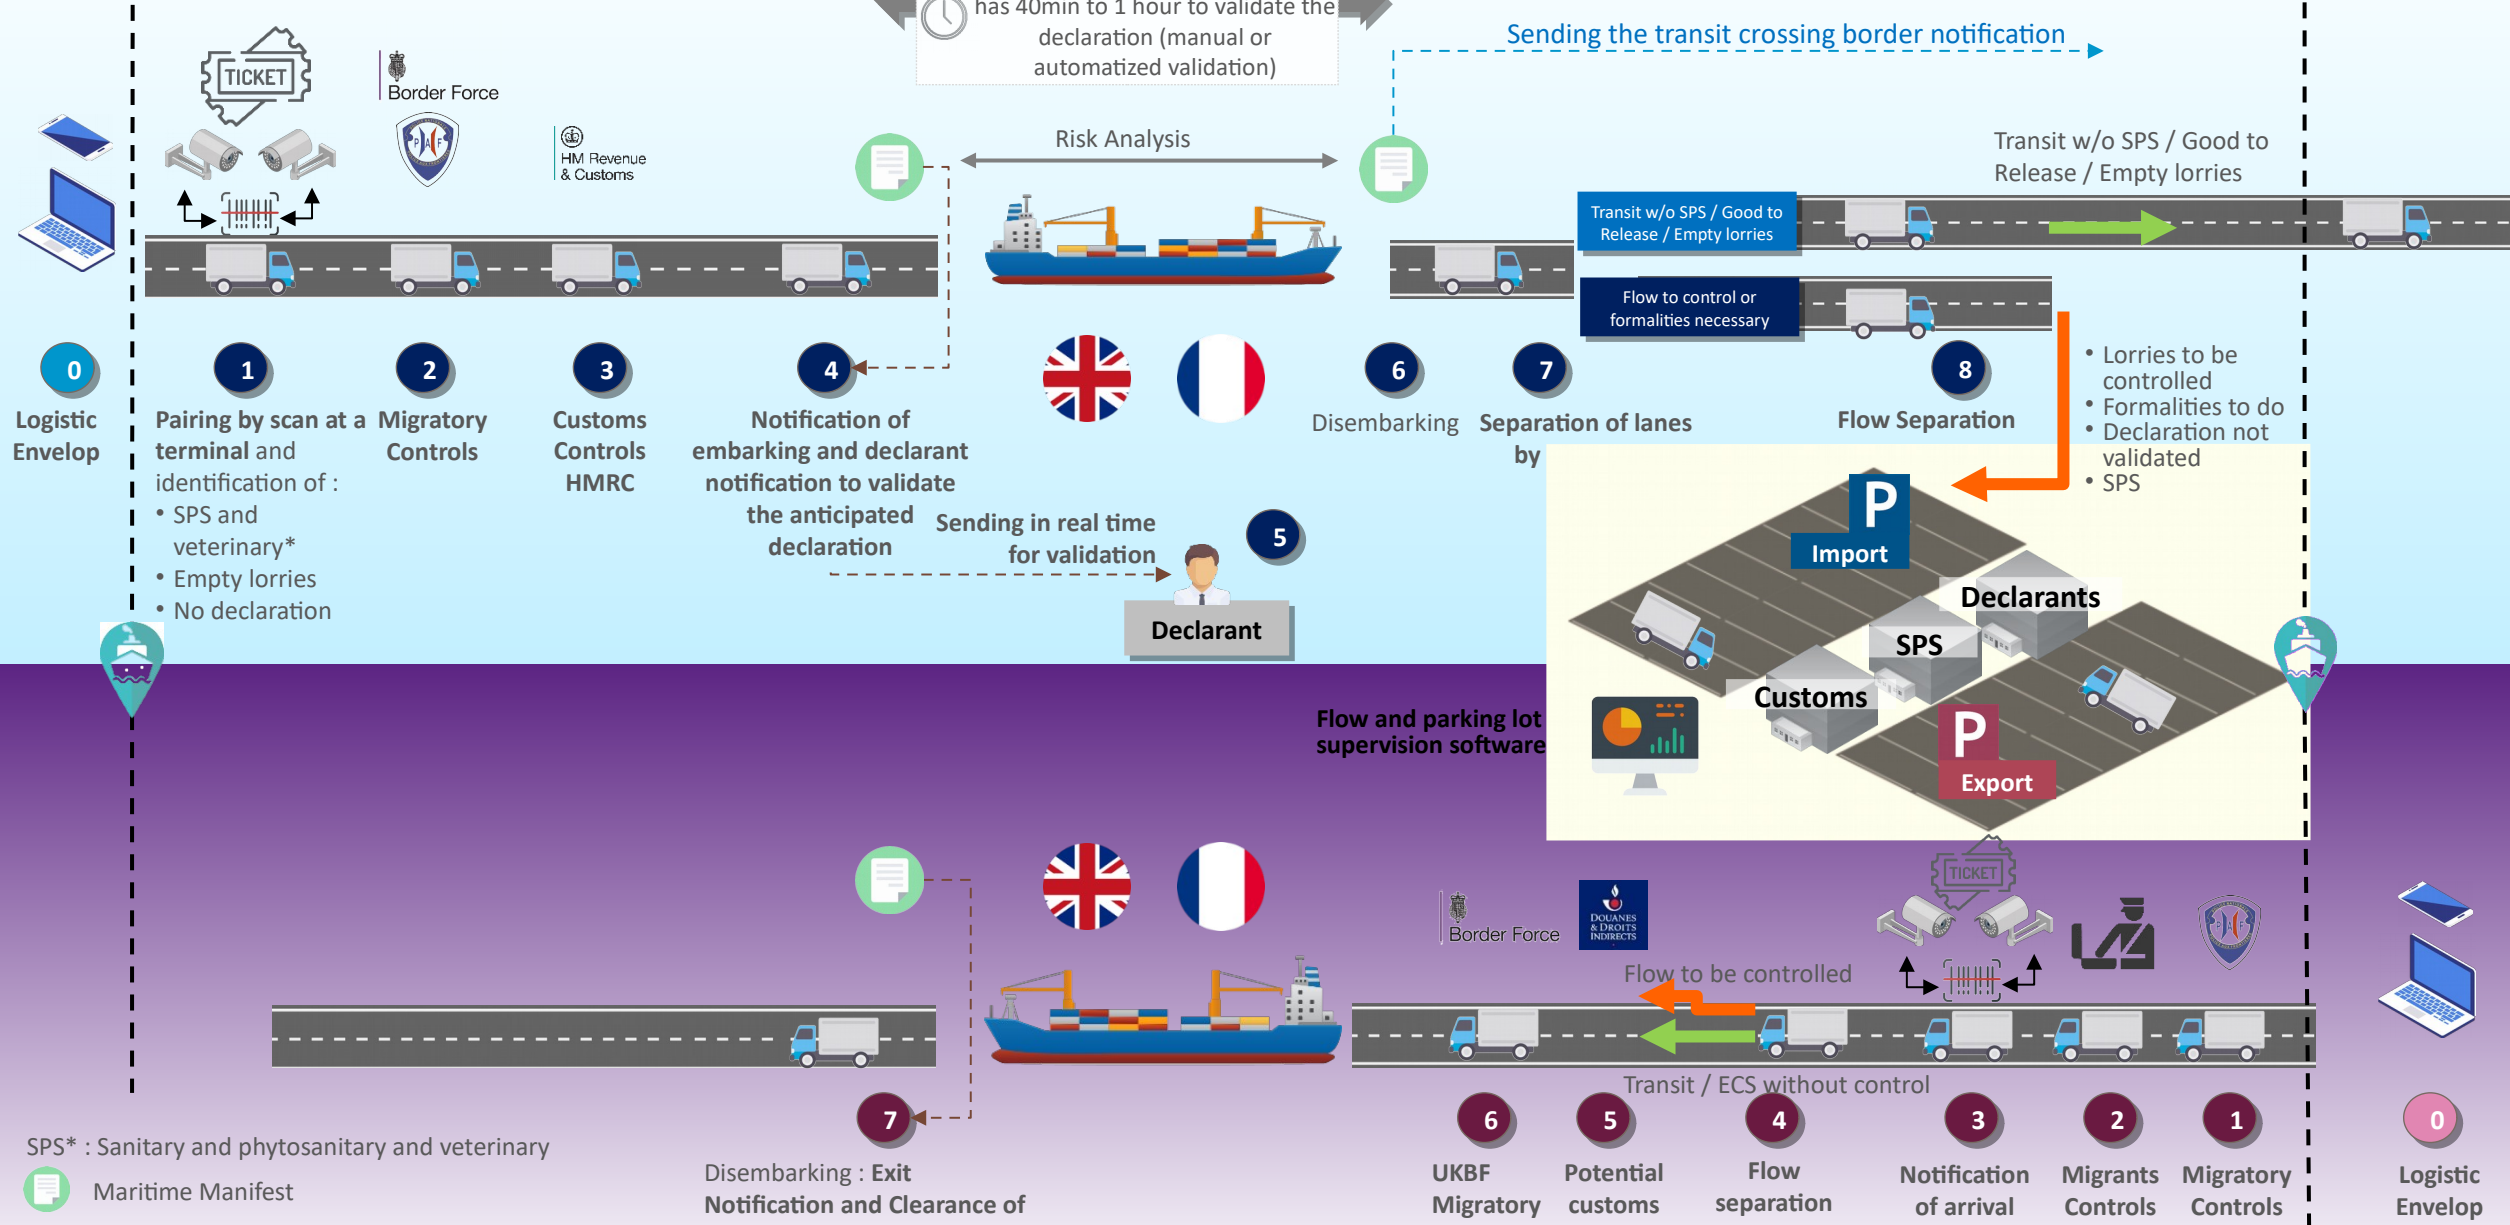 has 40min to 1 hour to validate the
declaration (manual or
automatized validation)
Sending the transit crossing border notification
TICKET
Border Force
PAF
HM Revenue
& Customs
Risk Analysis
Transit w/o SPS / Good to
Release / Empty lorries
Transit w/o SPS / Good to
Release / Empty lorries
Flow to control or
formalities necessary
0
Logistic
Envelop
1
Pairing by scan at a
terminal and
identification of :
• SPS and
veterinary*
• Empty lorries
• No declaration
2
Migratory
Controls
3
Customs
Controls
HMRC
4
Notification of
embarking and declarant
notification to validate
the anticipated
declaration
Sending in real time
for validation
5
Declarant
6
Disembarking
7
Separation of lanes
by
8
Flow Separation
• Lorries to be
controlled
• Formalities to do
• Declaration not
validated
• SPS
P
Import
Declarants
SPS
Customs
P
Export
Flow and parking lot
supervision software
TICKET
Border Force
DOUANES
& DROITS
INDIRECTS
PAF
Flow to be controlled
Transit / ECS without control
7
Disembarking : Exit
Notification and Clearance of
6
UKBF
Migratory
5
Potential
customs
4
Flow
separation
3
Notification
of arrival
2
Migrants
Controls
1
Migratory
Controls
0
Logistic
Envelop
SPS* : Sanitary and phytosanitary and veterinary
Maritime Manifest